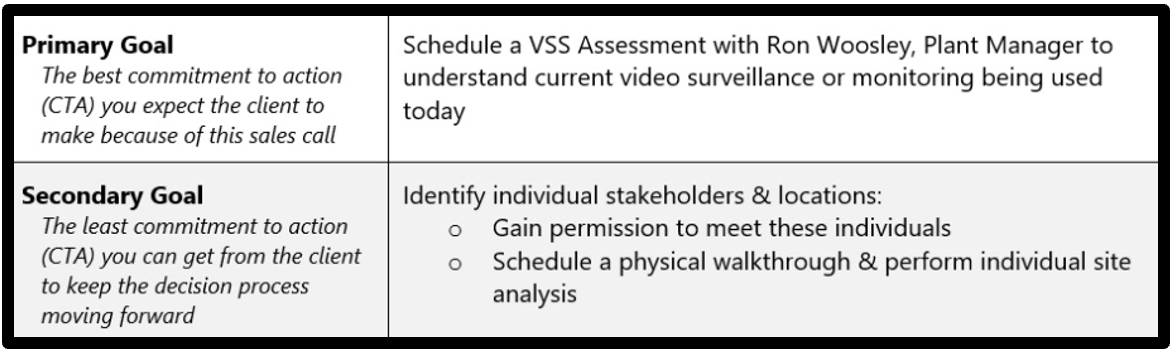 Primary Goal
The best commitment to action
(CTA) you expect the client to
make because of this sales call
Schedule a VSS Assessment with Ron Woosley, Plant Manager to
understand current video surveillance or monitoring being used
today
Secondary Goal
The least commitment to action
(CTA) you can get from the client
to keep the decision process
moving forward
Identify individual stakeholders & locations:
o Gain permission to meet these individuals
o Schedule a physical walkthrough & perform individual site
analysis